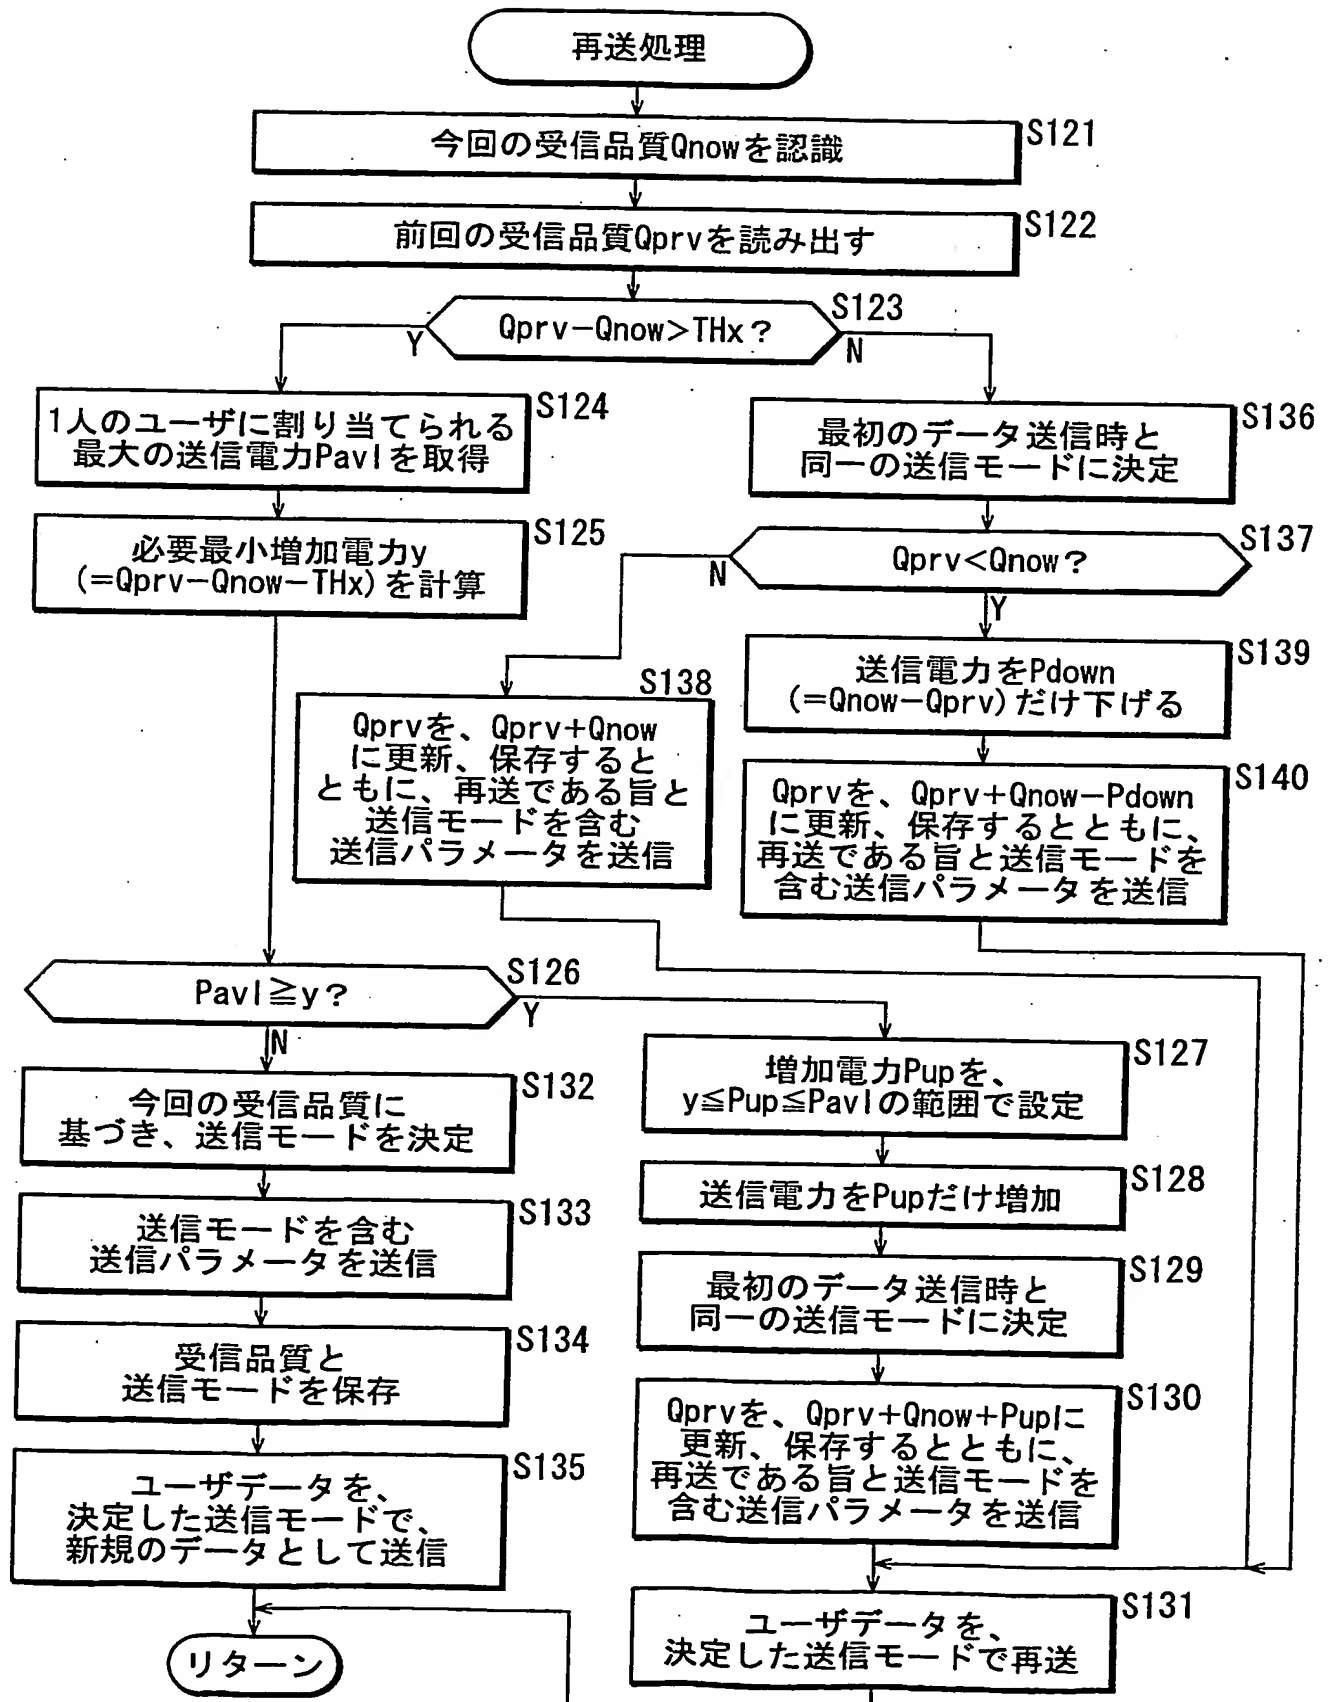 再送処理
S121
今回の受信品質Qnowを認識
S122
前回の受信品質Qprvを読み出す
S123
Qprv−Qnow>THx?
Y
N
S124
1人のユーザに割り当てられる
最大の送信電力Pavlを取得
S136
最初のデータ送信時と
同一の送信モードに決定
S125
必要最小増加電力y
(=Qprv−Qnow−THx)を計算
S137
Qprv<Qnow?
N
Y
S139
送信電力をPdown
(=Qnow−Qprv)だけ下げる
S138
Qprvを、Qprv+Qnow
に更新、保存すると
ともに、再送である旨と
送信モードを含む
送信パラメータを送信
S140
Qprvを、Qprv+Qnow−Pdown
に更新、保存するとともに、
再送である旨と送信モードを
含む送信パラメータを送信
S126
Pavl≧y?
Y
N
S127
増加電力Pupを、
y≦Pup≦Pavlの範囲で設定
S132
今回の受信品質に
基づき、送信モードを決定
S128
送信電力をPupだけ増加
S133
送信モードを含む
送信パラメータを送信
S129
最初のデータ送信時と
同一の送信モードに決定
S134
受信品質と
送信モードを保存
S130
Qprvを、Qprv+Qnow+Pupに
更新、保存するとともに、
再送である旨と送信モードを
含む送信パラメータを送信
S135
ユーザデータを、
決定した送信モードで、
新規のデータとして送信
S131
ユーザデータを、
決定した送信モードで再送
リターン